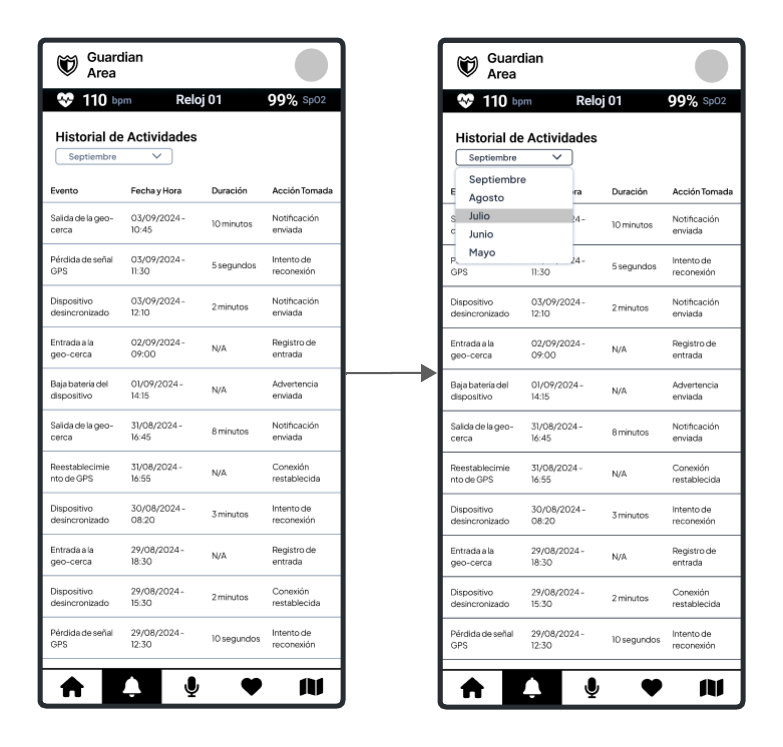 Guardian
Area
110 bpm Reloj 01 99% SpO2
Historial de Actividades
Septiembre
Evento Fecha y Hora Duración Acción Tomada
Salida de la geo-
cerca
03/09/2024 -
10:45
10 minutos
Notificación
enviada
Pérdida de señal
GPS
03/09/2024 -
11:30
5 segundos
Intento de
reconexión
Dispositivo
desincronizado
03/09/2024 -
12:10
2 minutos
Notificación
enviada
Entrada a la
geo-cerca
02/09/2024 -
09:00
N/A
Registro de
entrada
Baja batería del
dispositivo
01/09/2024 -
14:15
N/A
Advertencia
enviada
Salida de la geo-
cerca
31/08/2024 -
16:45
8 minutos
Notificación
enviada
Reestablecimie
nto de GPS
31/08/2024 -
16:55
N/A
Conexión
restablecida
Dispositivo
desincronizado
30/08/2024 -
08:20
3 minutos
Intento de
reconexión
Entrada a la
geo-cerca
29/08/2024 -
18:30
N/A
Registro de
entrada
Dispositivo
desincronizado
29/08/2024 -
15:30
2 minutos
Conexión
restablecida
Pérdida de señal
GPS
29/08/2024 -
12:30
10 segundos
Intento de
reconexión
Guardian
Area
110 bpm Reloj 01 99% SpO2
Historial de Actividades
Septiembre
Septiembre
Agosto
Julio
Junio
Mayo
E ra Duración Acción Tomada
S
c
24 -
10 minutos
Notificación
enviada
P
GPS
24 -
11:30
5 segundos
Intento de
reconexión
Dispositivo
desincronizado
03/09/2024 -
12:10
2 minutos
Notificación
enviada
Entrada a la
geo-cerca
02/09/2024 -
09:00
N/A
Registro de
entrada
Baja batería del
dispositivo
01/09/2024 -
14:15
N/A
Advertencia
enviada
Salida de la geo-
cerca
31/08/2024 -
16:45
8 minutos
Notificación
enviada
Reestablecimie
nto de GPS
31/08/2024 -
16:55
N/A
Conexión
restablecida
Dispositivo
desincronizado
30/08/2024 -
08:20
3 minutos
Intento de
reconexión
Entrada a la
geo-cerca
29/08/2024 -
18:30
N/A
Registro de
entrada
Dispositivo
desincronizado
29/08/2024 -
15:30
2 minutos
Conexión
restablecida
Pérdida de señal
GPS
29/08/2024 -
12:30
10 segundos
Intento de
reconexión